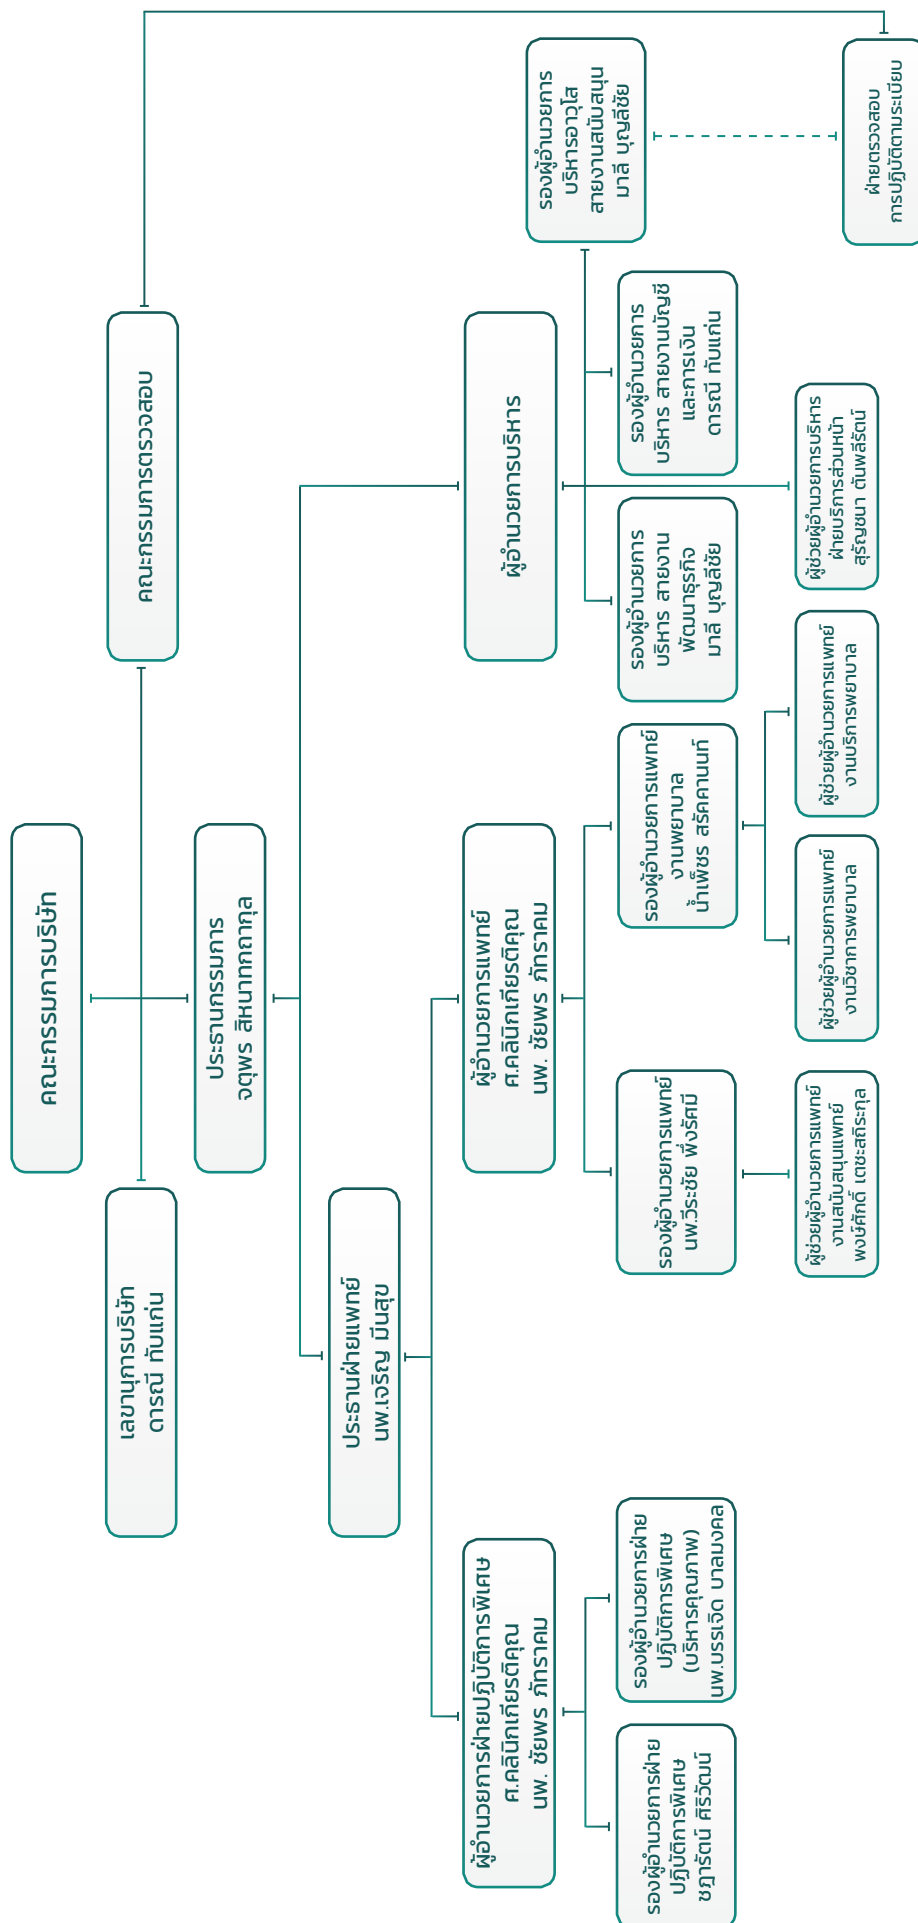 คณะกรรมการบริษัท
เลขานุการบริษัท
ดารณี ทับแก่น
คณะกรรมการตรวจสอบ
ประธานกรรมการ
จตุพร สิหนาทกถากุล
ประธานฝ่ายแพทย์
นพ.เจริญ มีนสุข
ผู้อำนวยการฝ่ายปฏิบัติการพิเศษ
ศ.คลินิกเกียรติคุณ
นพ. ชัยพร ภัทราคม
ผู้อำนวยการแพทย์
ศ.คลินิกเกียรติคุณ
นพ. ชัยพร ภัทราคม
ผู้อำนวยการบริหาร
รองผู้อำนวยการ
บริหารอาวุโส
สายงานสนับสนุน
มาลี บุญลีชัย
รองผู้อำนวยการฝ่าย
ปฏิบัติการพิเศษ
ชฎารัตน์ ศิริวัฒน์
รองผู้อำนวยการฝ่าย
ปฏิบัติการพิเศษ
(บริหารคุณภาพ)
นพ.บรรเจิด บาลมงคล
รองผู้อำนวยการแพทย์
นพ.วีระชัย พึ่งรัศมี
รองผู้อำนวยการแพทย์
งานพยาบาล
น้ำเพ็ชร สรัคคานนท์
รองผู้อำนวยการ
บริหาร สายงาน
พัฒนาธุรกิจ
มาลี บุญลีชัย
รองผู้อำนวยการ
บริหาร สายงานบัญชี
และการเงิน
ดารณี ทับแก่น
ผู้ช่วยผู้อำนวยการแพทย์
งานสนับสนุนแพทย์
พงษ์ศักดิ์ เตชะสถิระกุล
ผู้ช่วยผู้อำนวยการแพทย์
งานวิชาการพยาบาล
ผู้ช่วยผู้อำนวยการแพทย์
งานบริการพยาบาล
ผู้ช่วยผู้อำนวยการบริหาร
ฝ่ายบริการส่วนหน้า
สุรัญชนา ตันพลีรัตน์
ฝ่ายตรวจสอบ
การปฏิบัติตามระเบียบ